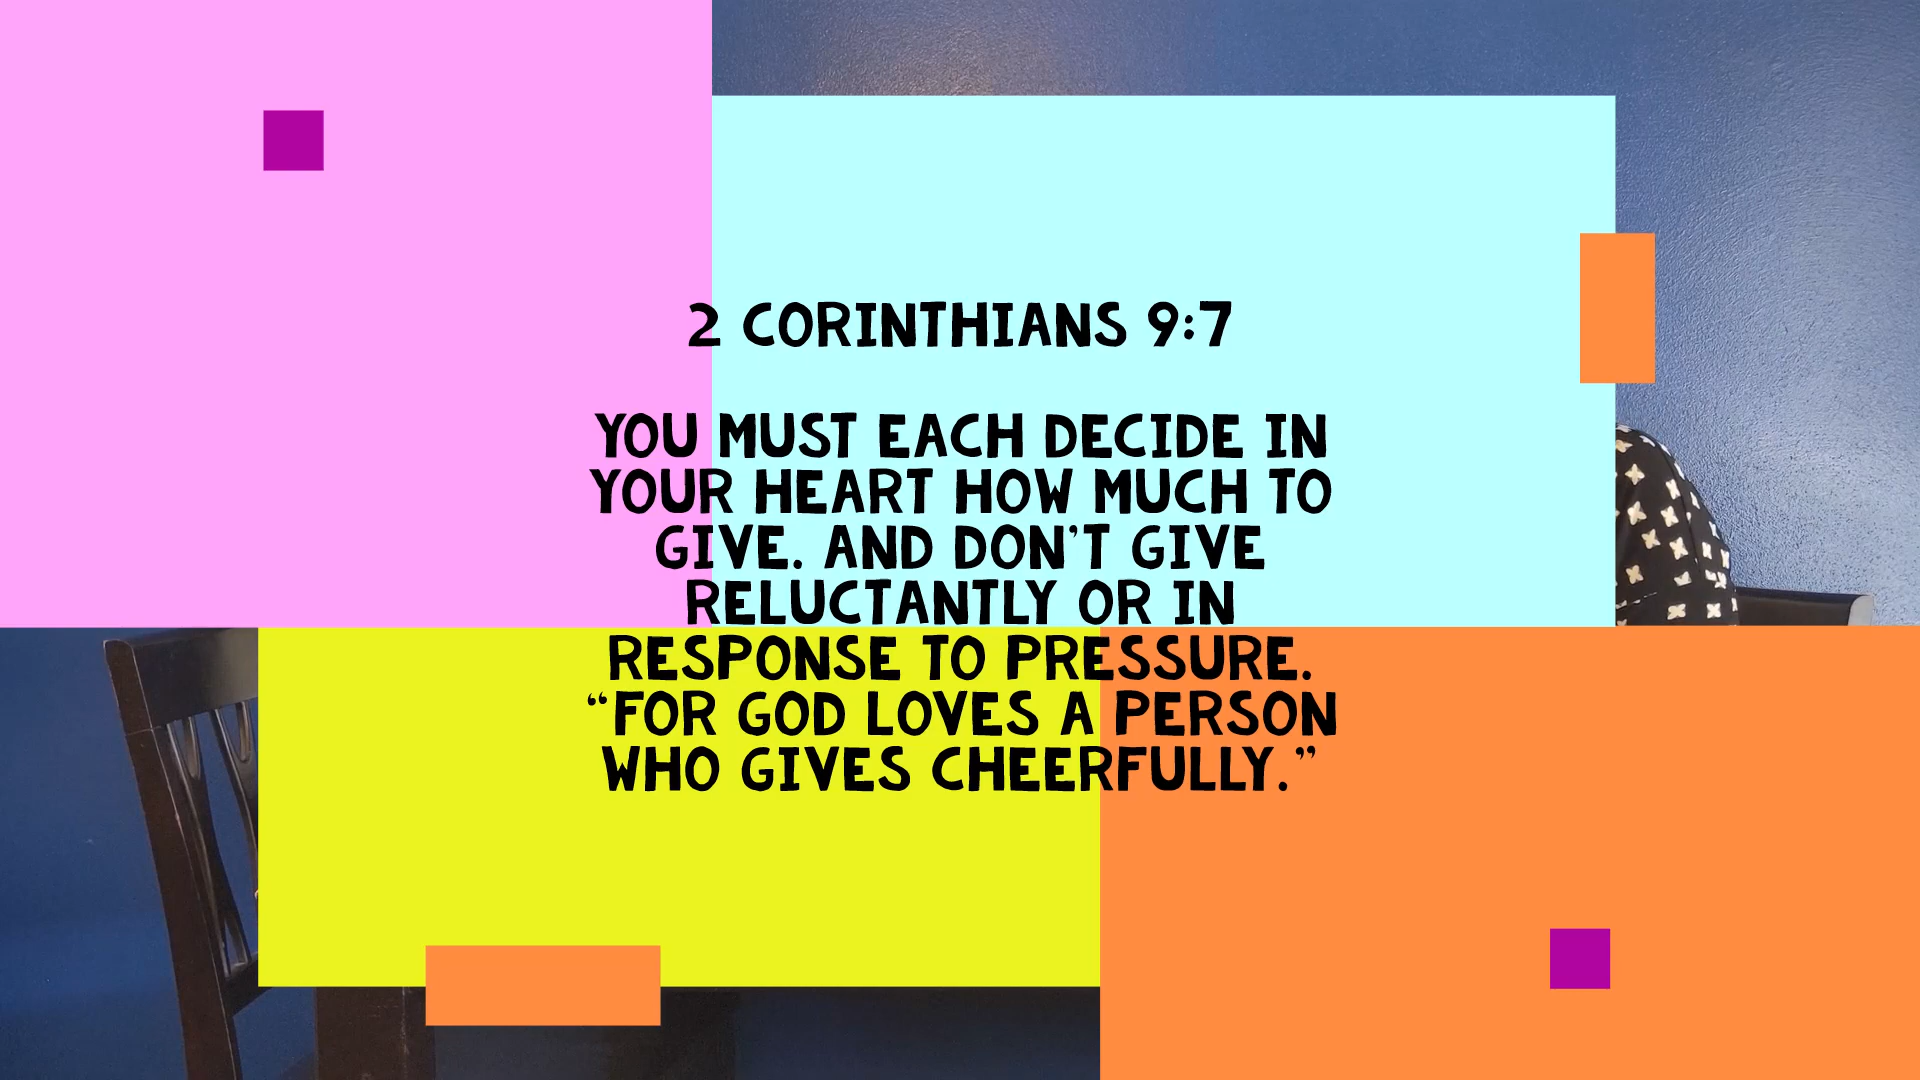 2 CORINTHIANS 9:7
YOU MUST EACH DECIDE IN
YOUR HEART HOW MUCH TO
GIVE. AND DON'T GIVE
RELUCTANTLY OR IN
RESPONSE TO PRESSURE.
“FOR GOD LOVES A PERSON
WHO GIVES CHEERFULLY.”